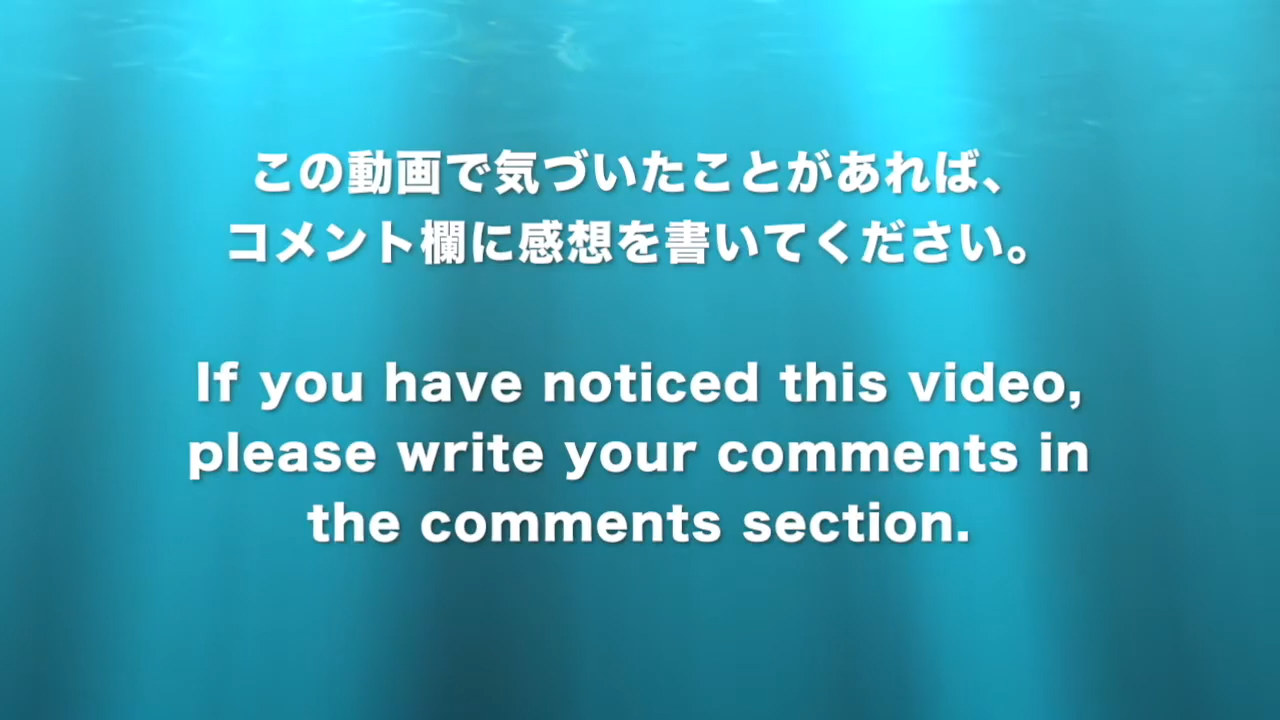 この動画で気づいたことがあれば、
コメント欄に感想を書いてください。
If you have noticed this video,
please write your comments in
the comments section.